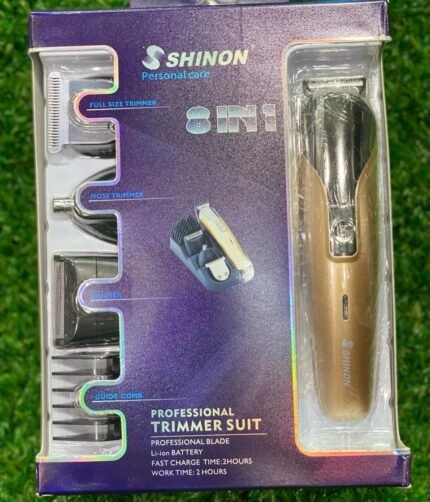 SHINON
Personal care
FULL SIZE TRIMMER
8 IN 1
NOSE TRIMMER
SHAVER
GUIDE COMB
SHINON
PROFESSIONAL
TRIMMER SUIT
PROFESSIONAL BLADE
Li-ion BATTERY
FAST CHARGE TIME:2HOURS
WORK TIME: 2 HOURS